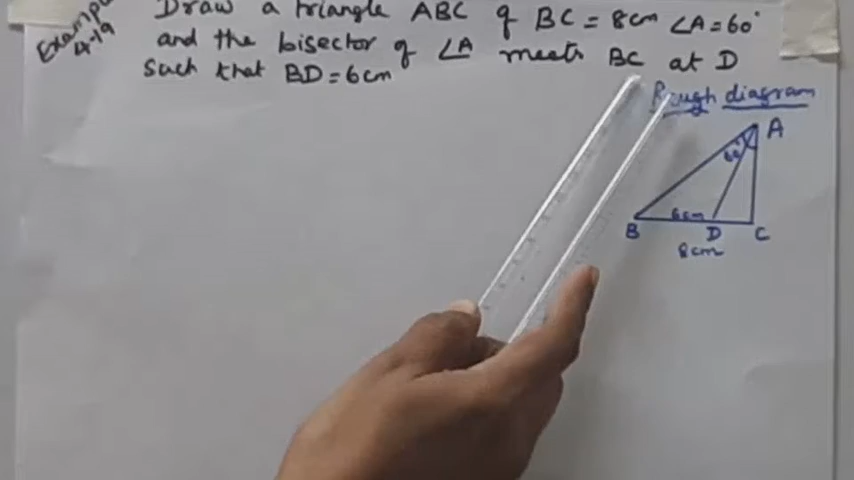 Example 4.19
Draw a triangle ABC of BC = 8cm ∠A = 60°
and the bisector of ∠A meets BC at D
such that BD = 6cm
Rough diagram
A
60°
6cm
B D C
8cm